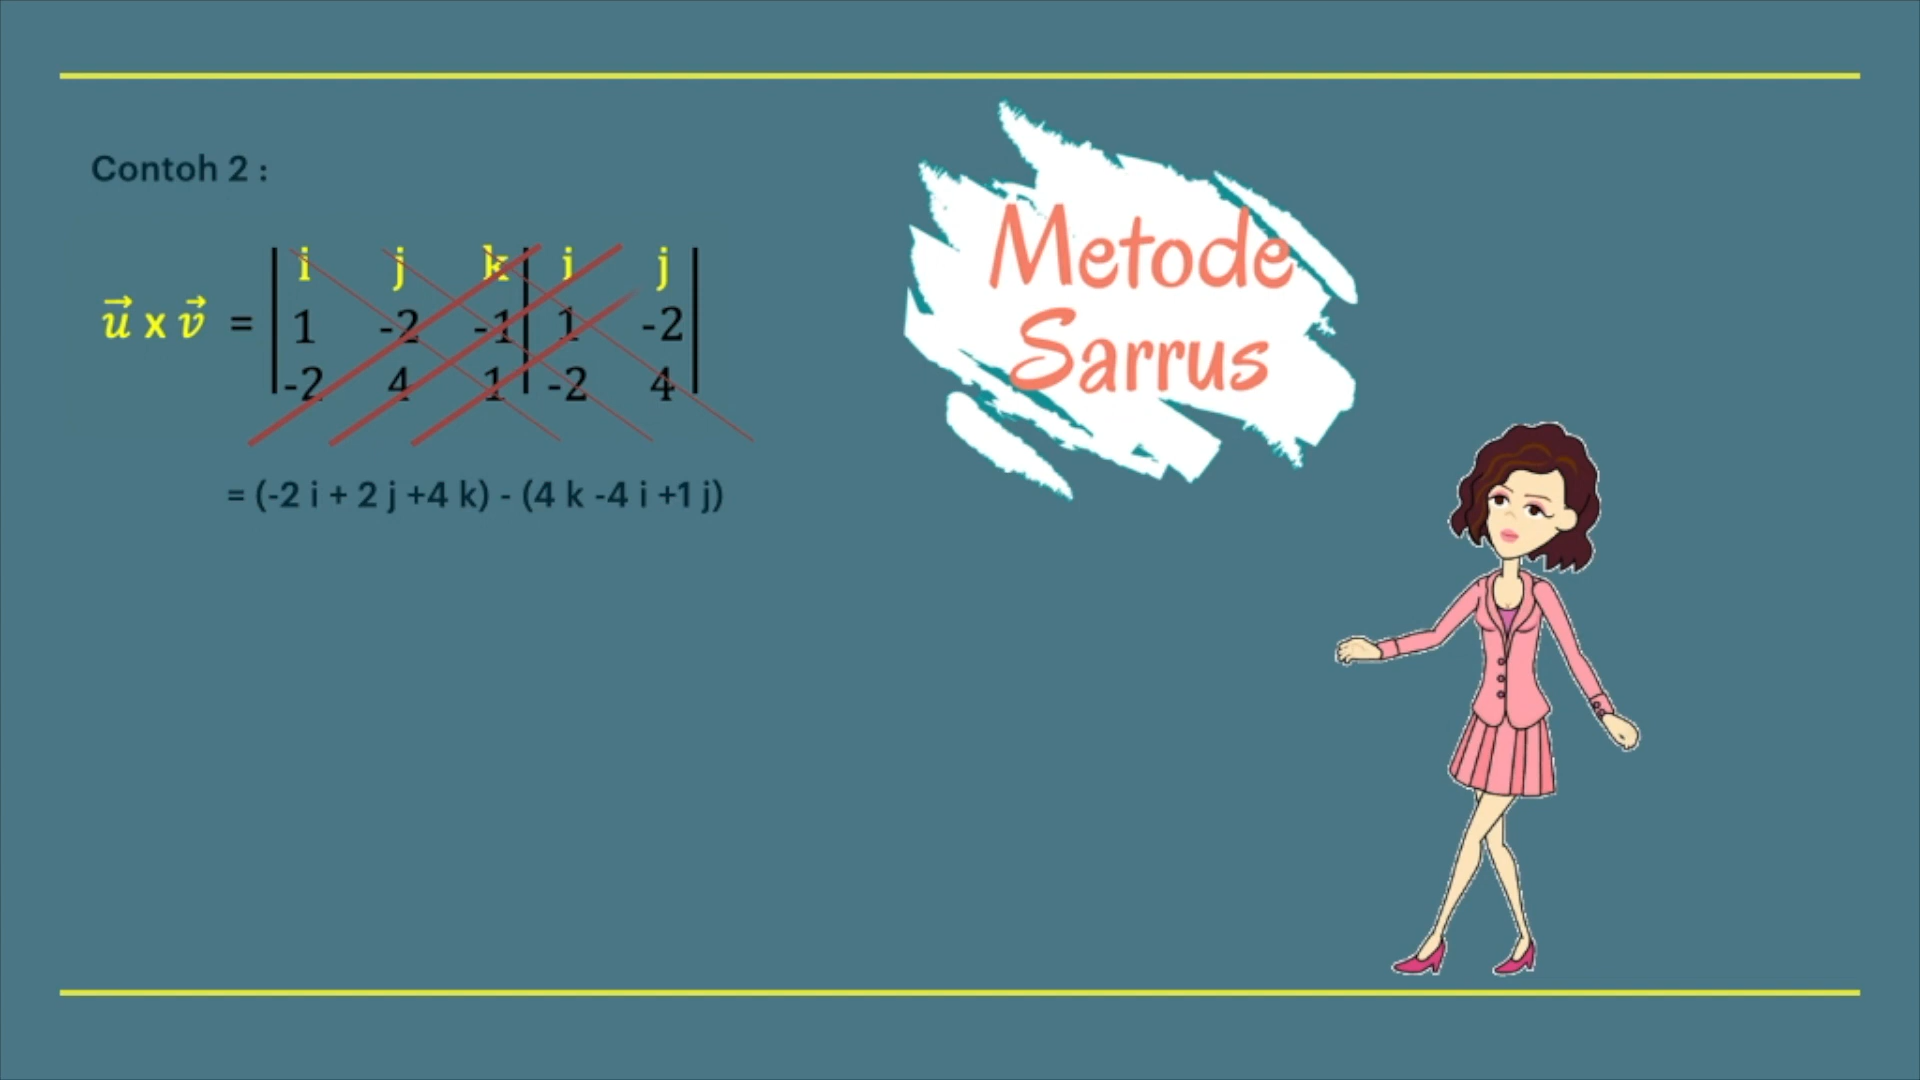 Contoh 2 :
i j k i j
u⃗ x v⃗ = | 1 -2 -1 | 1 -2 |
-2 4 1 -2 4
= (-2 i + 2 j +4 k) - (4 k -4 i +1 j)
Metode
Sarrus